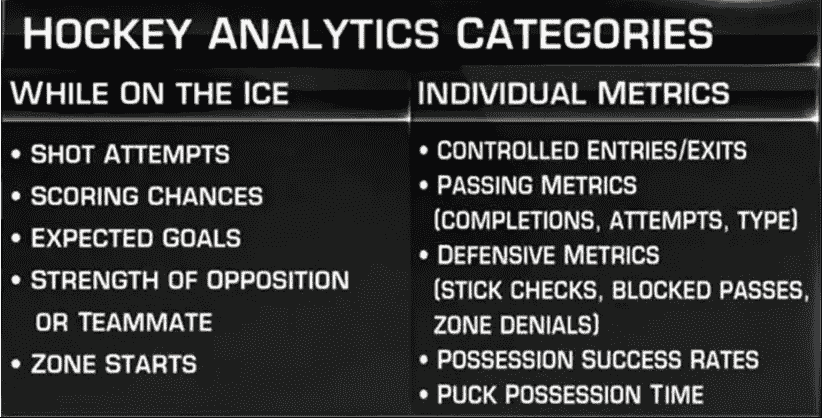 HOCKEY ANALYTICS CATEGORIES
WHILE ON THE ICE
• SHOT ATTEMPTS
• SCORING CHANCES
• EXPECTED GOALS
• STRENGTH OF OPPOSITION
OR TEAMMATE
• ZONE STARTS
INDIVIDUAL METRICS
• CONTROLLED ENTRIES/EXITS
• PASSING METRICS
(COMPLETIONS, ATTEMPTS, TYPE)
• DEFENSIVE METRICS
(STICK CHECKS, BLOCKED PASSES,
ZONE DENIALS)
• POSSESSION SUCCESS RATES
• PUCK POSSESSION TIME